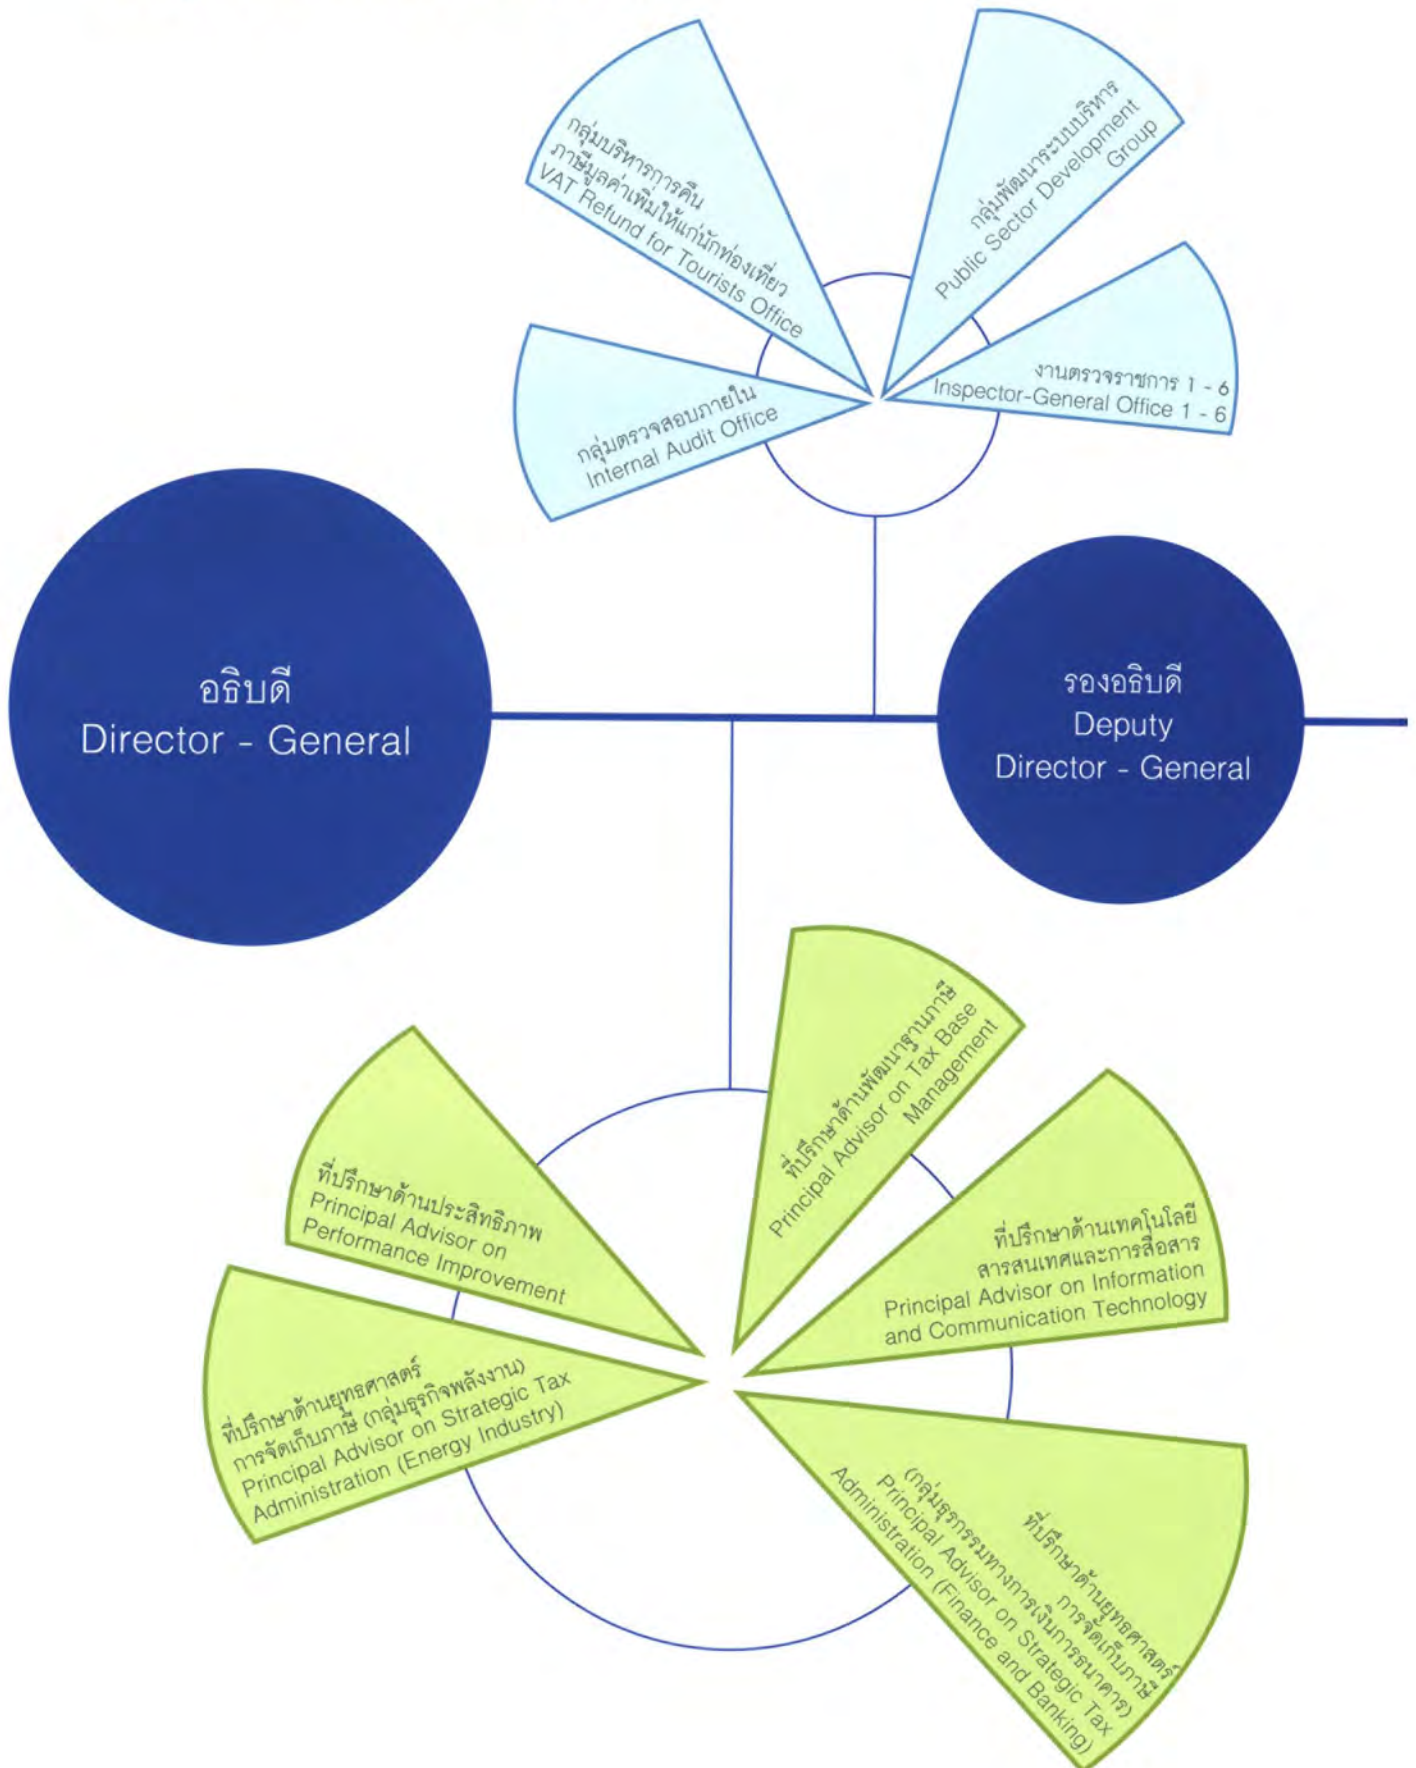 กลุ่มบริหารการคืน
ภาษีมูลค่าเพิ่มให้แก่นักท่องเที่ยว
VAT Refund for Tourists Office
กลุ่มพัฒนาระบบบริหาร
Public Sector Development
Group
กลุ่มตรวจสอบภายใน
Internal Audit Office
งานตรวจราชการ 1 - 6
Inspector-General Office 1 - 6
อธิบดี
Director - General
รองอธิบดี
Deputy
Director - General
ที่ปรึกษาด้านพัฒนาฐานภาษี
Principal Advisor on Tax Base
Management
ที่ปรึกษาด้านประสิทธิภาพ
Principal Advisor on
Performance Improvement
ที่ปรึกษาด้านเทคโนโลยี
สารสนเทศและการสื่อสาร
Principal Advisor on Information
and Communication Technology
ที่ปรึกษาด้านยุทธศาสตร์
การจัดเก็บภาษี (กลุ่มธุรกิจพลังงาน)
Principal Advisor on Strategic Tax
Administration (Energy Industry)
ที่ปรึกษาด้านยุทธศาสตร์
การจัดเก็บภาษี
(กลุ่มธุรกรรมทางการเงินการธนาคาร)
Principal Advisor on Strategic Tax
Administration (Finance and Banking)